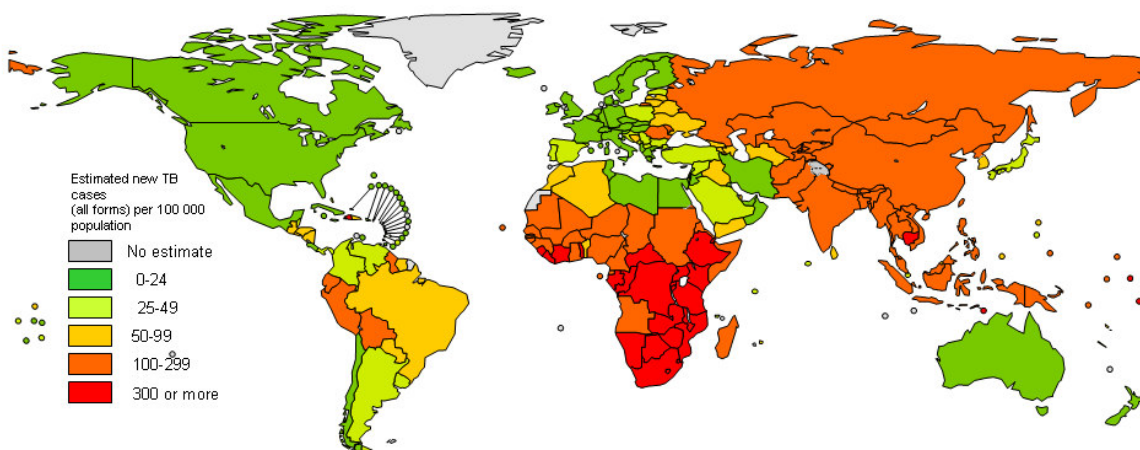 Estimated new TB
cases
(all forms) per 100 000
population
No estimate
0-24
25-49
50-99
100-299
300 or more